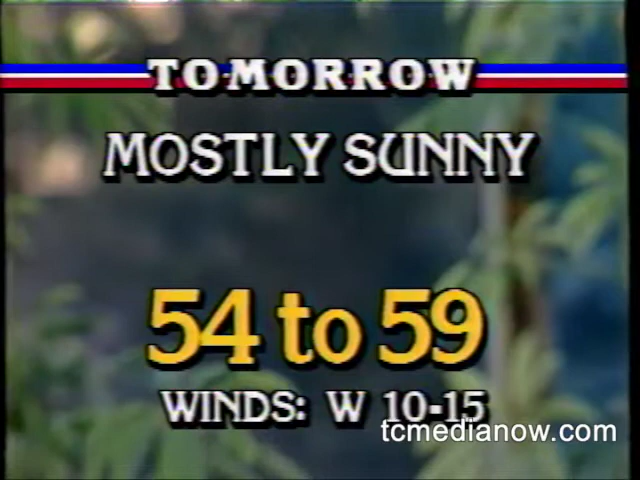 TOMORROW
MOSTLY SUNNY
54 to 59
WINDS: W 10-15
tcmedianow.com